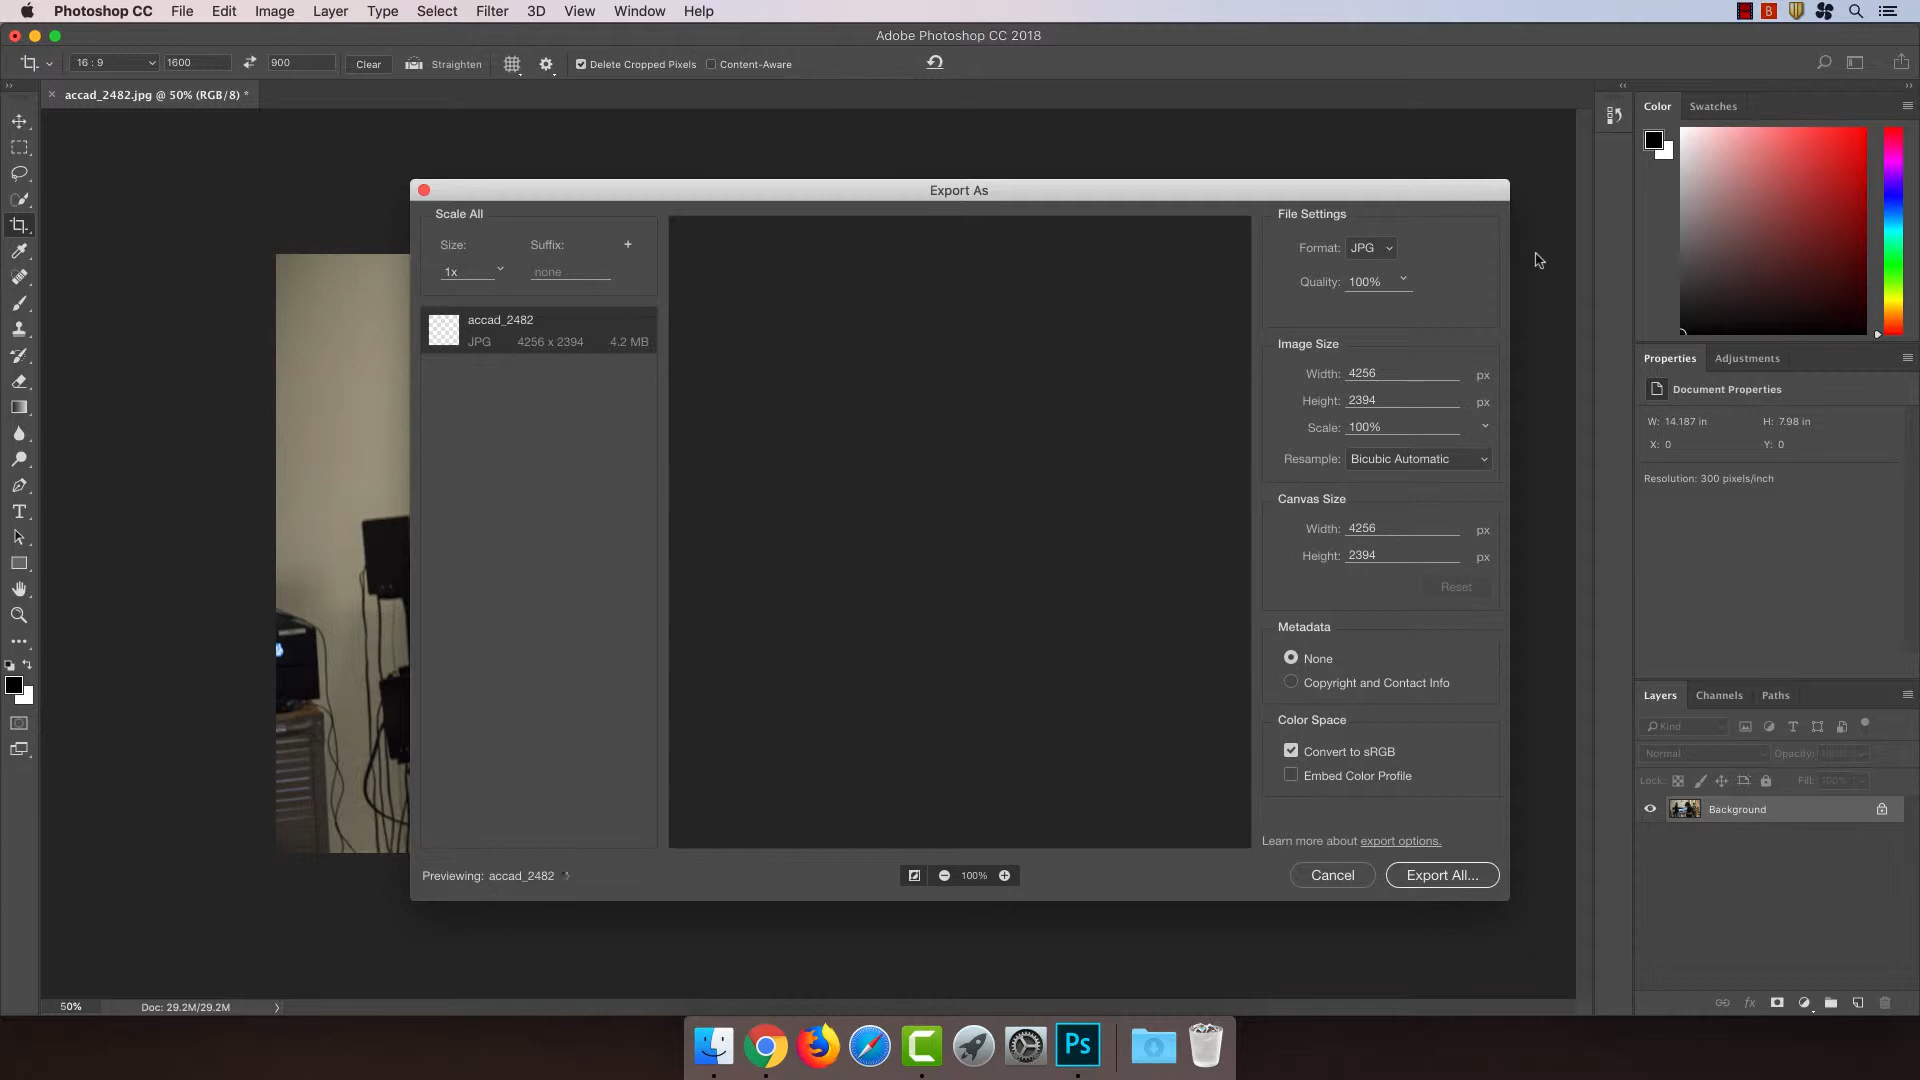 Photoshop CC File Edit Image Layer Type Select Filter 3D View Window Help
Adobe Photoshop CC 2018
16 : 9 1600 900 Clear Straighten Delete Cropped Pixels Content-Aware
accad_2482.jpg @ 50% (RGB/8) *
Color Swatches
Export As
Scale All
Size: Suffix: +
1x none
accad_2482
JPG 4256 x 2394 4.2 MB
File Settings
Format: JPG
Quality: 100%
Image Size
Width: 4256 px
Height: 2394 px
Scale: 100%
Resample: Bicubic Automatic
Canvas Size
Width: 4256 px
Height: 2394 px
Reset
Metadata
None
Copyright and Contact Info
Color Space
Convert to sRGB
Embed Color Profile
Learn more about export options.
Previewing: accad_2482
100%
Cancel Export All...
Properties Adjustments
Document Properties
W: 14.187 in H: 7.98 in
X: 0 Y: 0
Resolution: 300 pixels/inch
Layers Channels Paths
Kind
Normal Opacity: 100%
Lock: Fill: 100%
Background
fx
50% Doc: 29.2M/29.2M
Ps